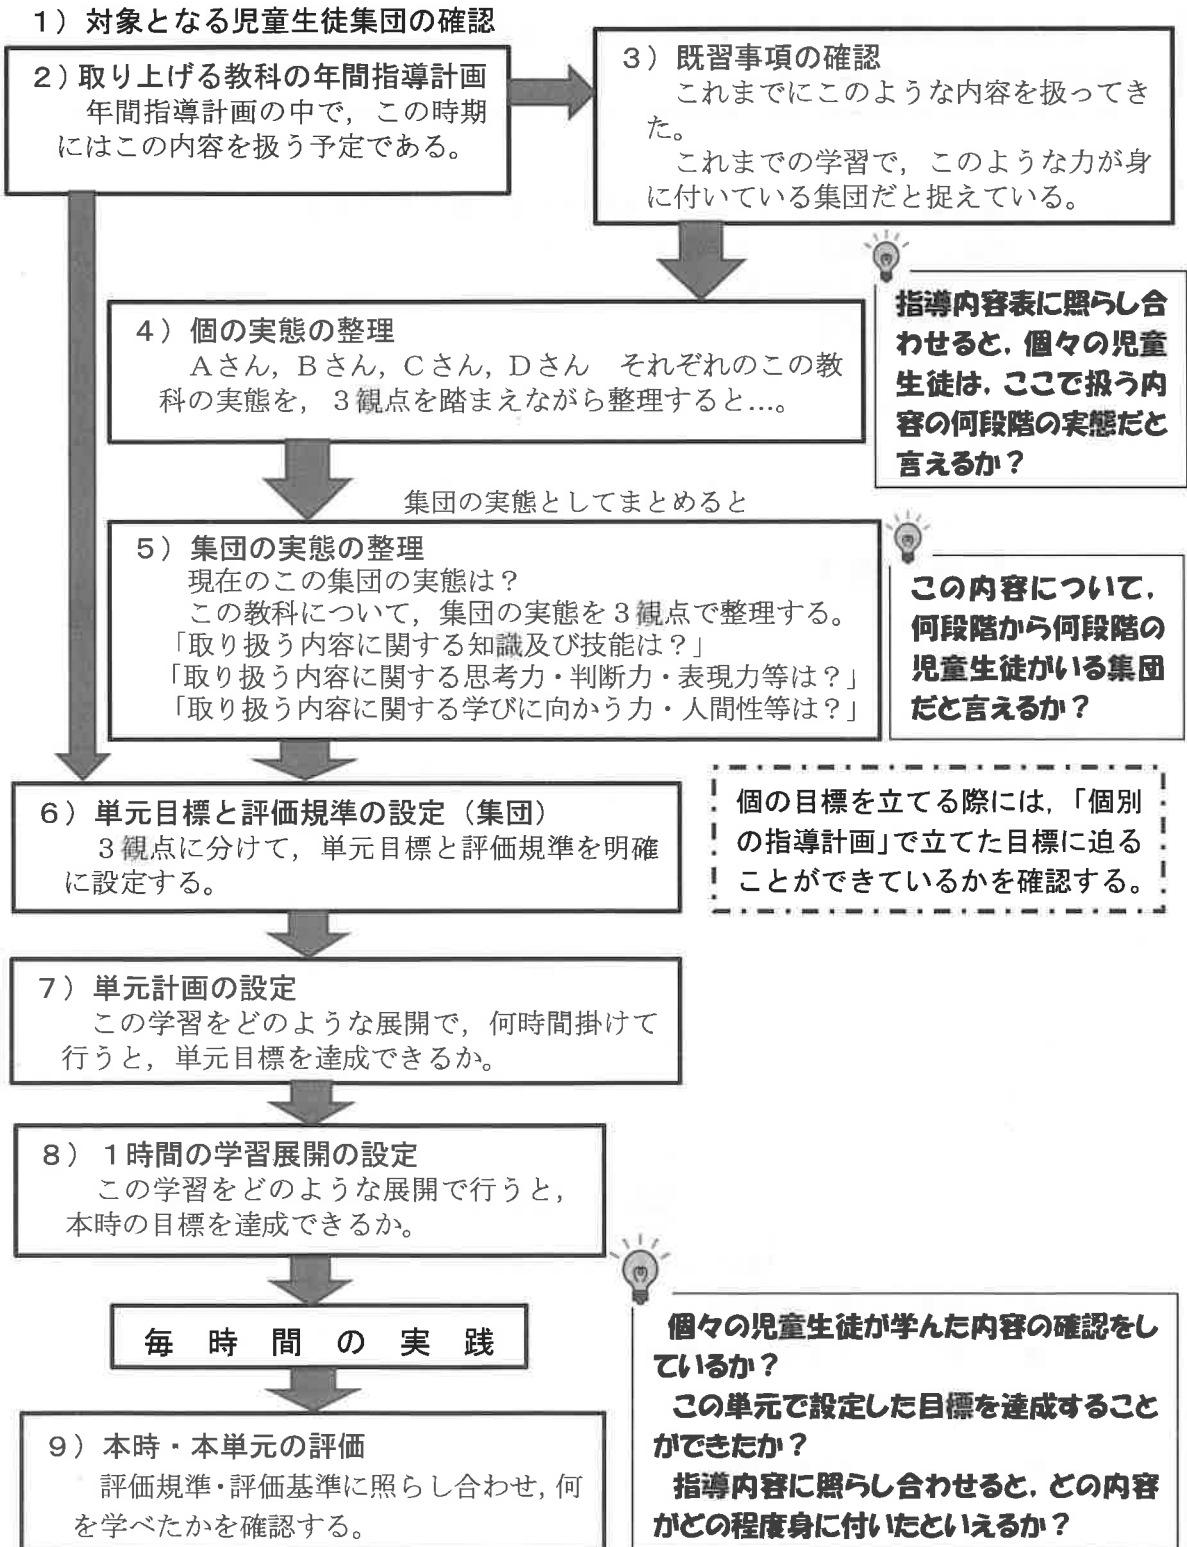 １）対象となる児童生徒集団の確認
２）取り上げる教科の年間指導計画
年間指導計画の中で，この時期
にはこの内容を扱う予定である。
３）既習事項の確認
これまでにこのような内容を扱ってき
た。
これまでの学習で，このような力が身
に付いている集団だと捉えている。
４）個の実態の整理
Ａさん，Ｂさん，Ｃさん，Ｄさん　それぞれのこの教
科の実態を，３観点を踏まえながら整理すると…。
指導内容表に照らし合
わせると，個々の児童
生徒は，ここで扱う内
容の何段階の実態だと
言えるか？
集団の実態としてまとめると
５）集団の実態の整理
現在のこの集団の実態は？
この教科について，集団の実態を３観点で整理する。
「取り扱う内容に関する知識及び技能は？」
「取り扱う内容に関する思考力・判断力・表現力等は？」
「取り扱う内容に関する学びに向かう力・人間性等は？」
この内容について，
何段階から何段階の
児童生徒がいる集団
だと言えるか？
６）単元目標と評価規準の設定（集団）
３観点に分けて，単元目標と評価規準を明確
に設定する。
個の目標を立てる際には，「個別
の指導計画」で立てた目標に迫る
ことができているかを確認する。
７）単元計画の設定
この学習をどのような展開で，何時間掛けて
行うと，単元目標を達成できるか。
８）１時間の学習展開の設定
この学習をどのような展開で行うと，
本時の目標を達成できるか。
毎　時　間　の　実　践
９）本時・本単元の評価
評価規準・評価基準に照らし合わせ，何
を学べたかを確認する。
個々の児童生徒が学んだ内容の確認をし
ているか？
この単元で設定した目標を達成すること
ができたか？
指導内容に照らし合わせると，どの内容
がどの程度身に付いたといえるか？